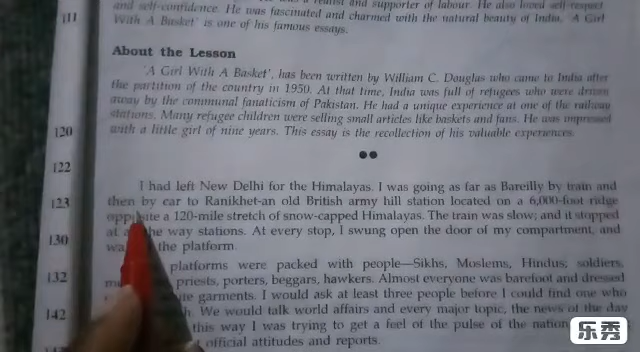 111
and self-confidence. He was fascinated and charmed with the natural beauty of India. 'A Girl
With A Basket' is one of his famous essays.
About the Lesson
'A Girl With A Basket', has been written by William C. Douglas who came to India after
the partition of the country in 1950. At that time, India was full of refugees who were driven
away by the communal fanaticism of Pakistan. He had a unique experience at one of the railway
stations. Many refugee children were selling small articles like baskets and fans. He was impressed
120 with a little girl of nine years. This essay is the recollection of his valuable experiences.
122
I had left New Delhi for the Himalayas. I was going as far as Bareilly by train and
123 then by car to Ranikhet-an old British army hill station located on a 6,000-foot ridge
opposite a 120-mile stretch of snow-capped Himalayas. The train was slow; and it stopped
130 at the way stations. At every stop, I swung open the door of my compartment, and
the platform.
132 platforms were packed with people—Sikhs, Moslems, Hindus, soldiers,
priests, porters, beggars, hawkers. Almost everyone was barefoot and dressed
garments. I would ask at least three people before I could find one who
142 We would talk world affairs and every major topic, the news of the day
this way I was trying to get a feel of the pulse of the nation
official attitudes and reports.
乐秀